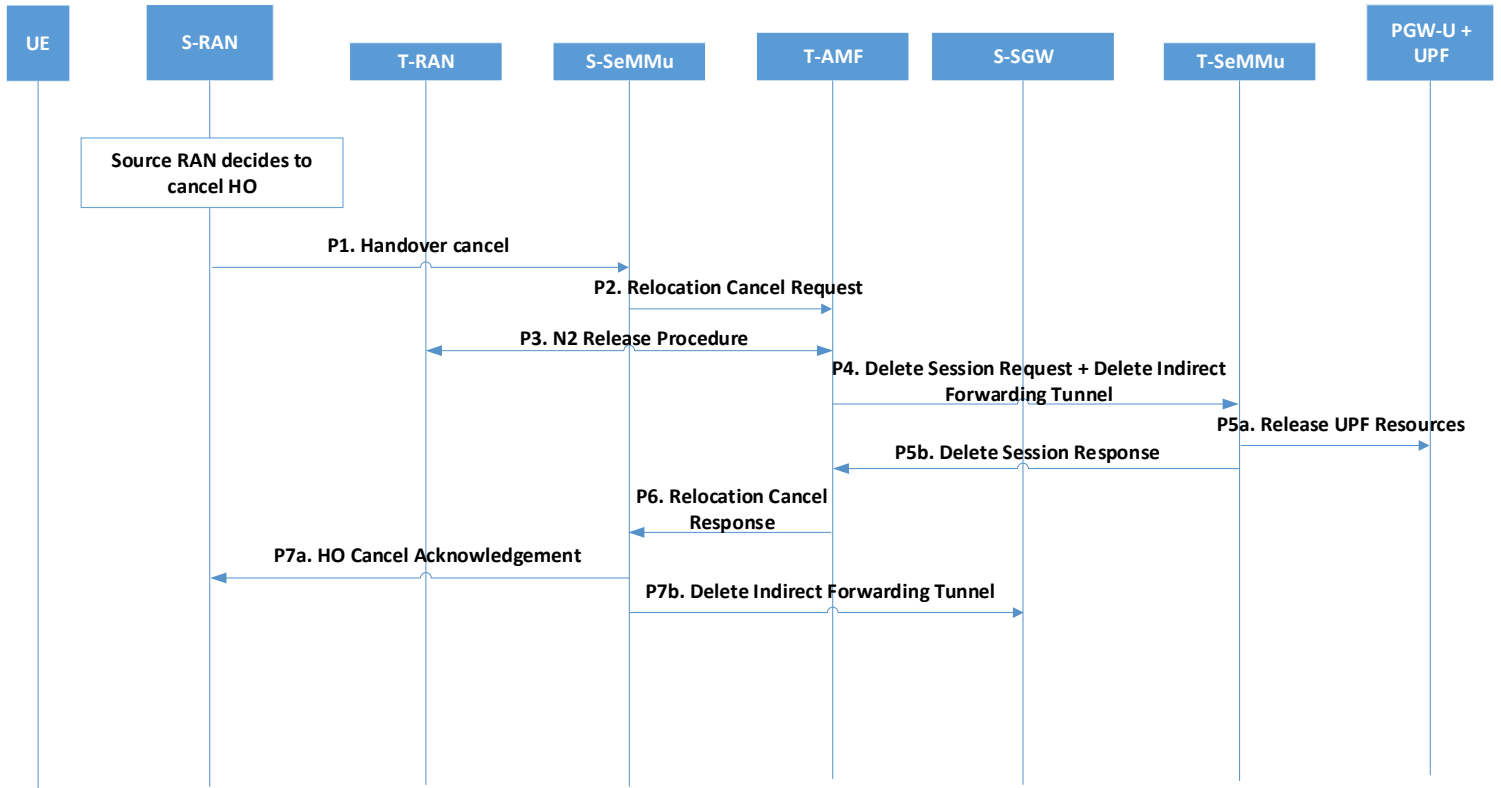 UE
S-RAN
T-RAN
S-SeMMu
T-AMF
S-SGW
T-SeMMu
PGW-U +
UPF
Source RAN decides to
cancel HO
P1. Handover cancel
P2. Relocation Cancel Request
P3. N2 Release Procedure
P4. Delete Session Request + Delete Indirect
Forwarding Tunnel
P5a. Release UPF Resources
P5b. Delete Session Response
P6. Relocation Cancel
Response
P7a. HO Cancel Acknowledgement
P7b. Delete Indirect Forwarding Tunnel